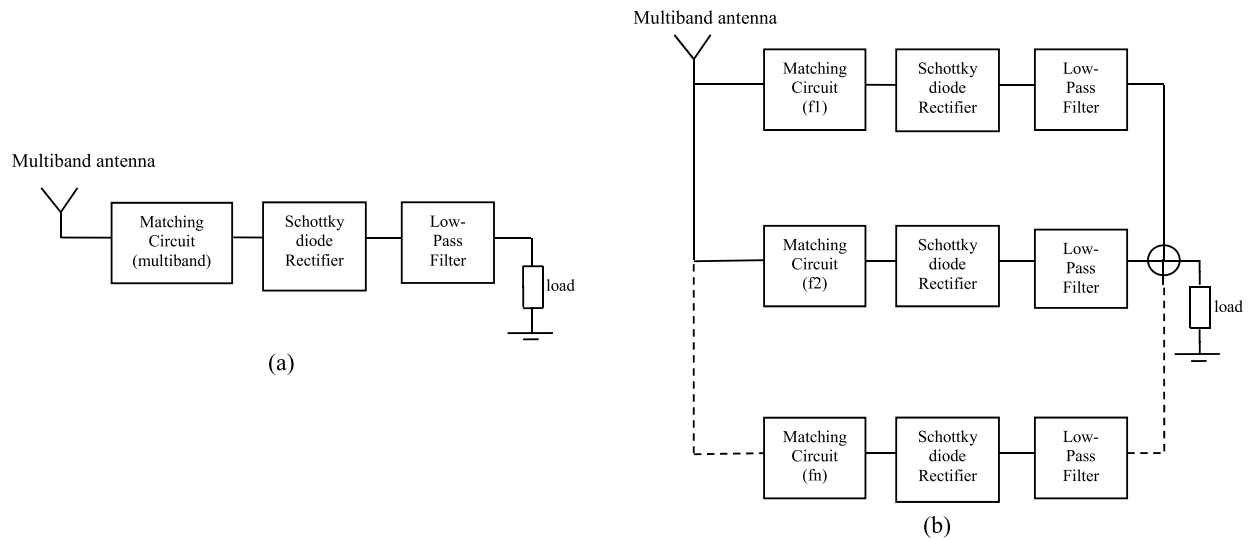 Multiband antenna
Matching
Circuit
(multiband)
Schottky
diode
Rectifier
Low-
Pass
Filter
load
(a)
Multiband antenna
Matching
Circuit
(f1)
Schottky
diode
Rectifier
Low-
Pass
Filter
Matching
Circuit
(f2)
Schottky
diode
Rectifier
Low-
Pass
Filter
load
Matching
Circuit
(fn)
Schottky
diode
Rectifier
Low-
Pass
Filter
(b)